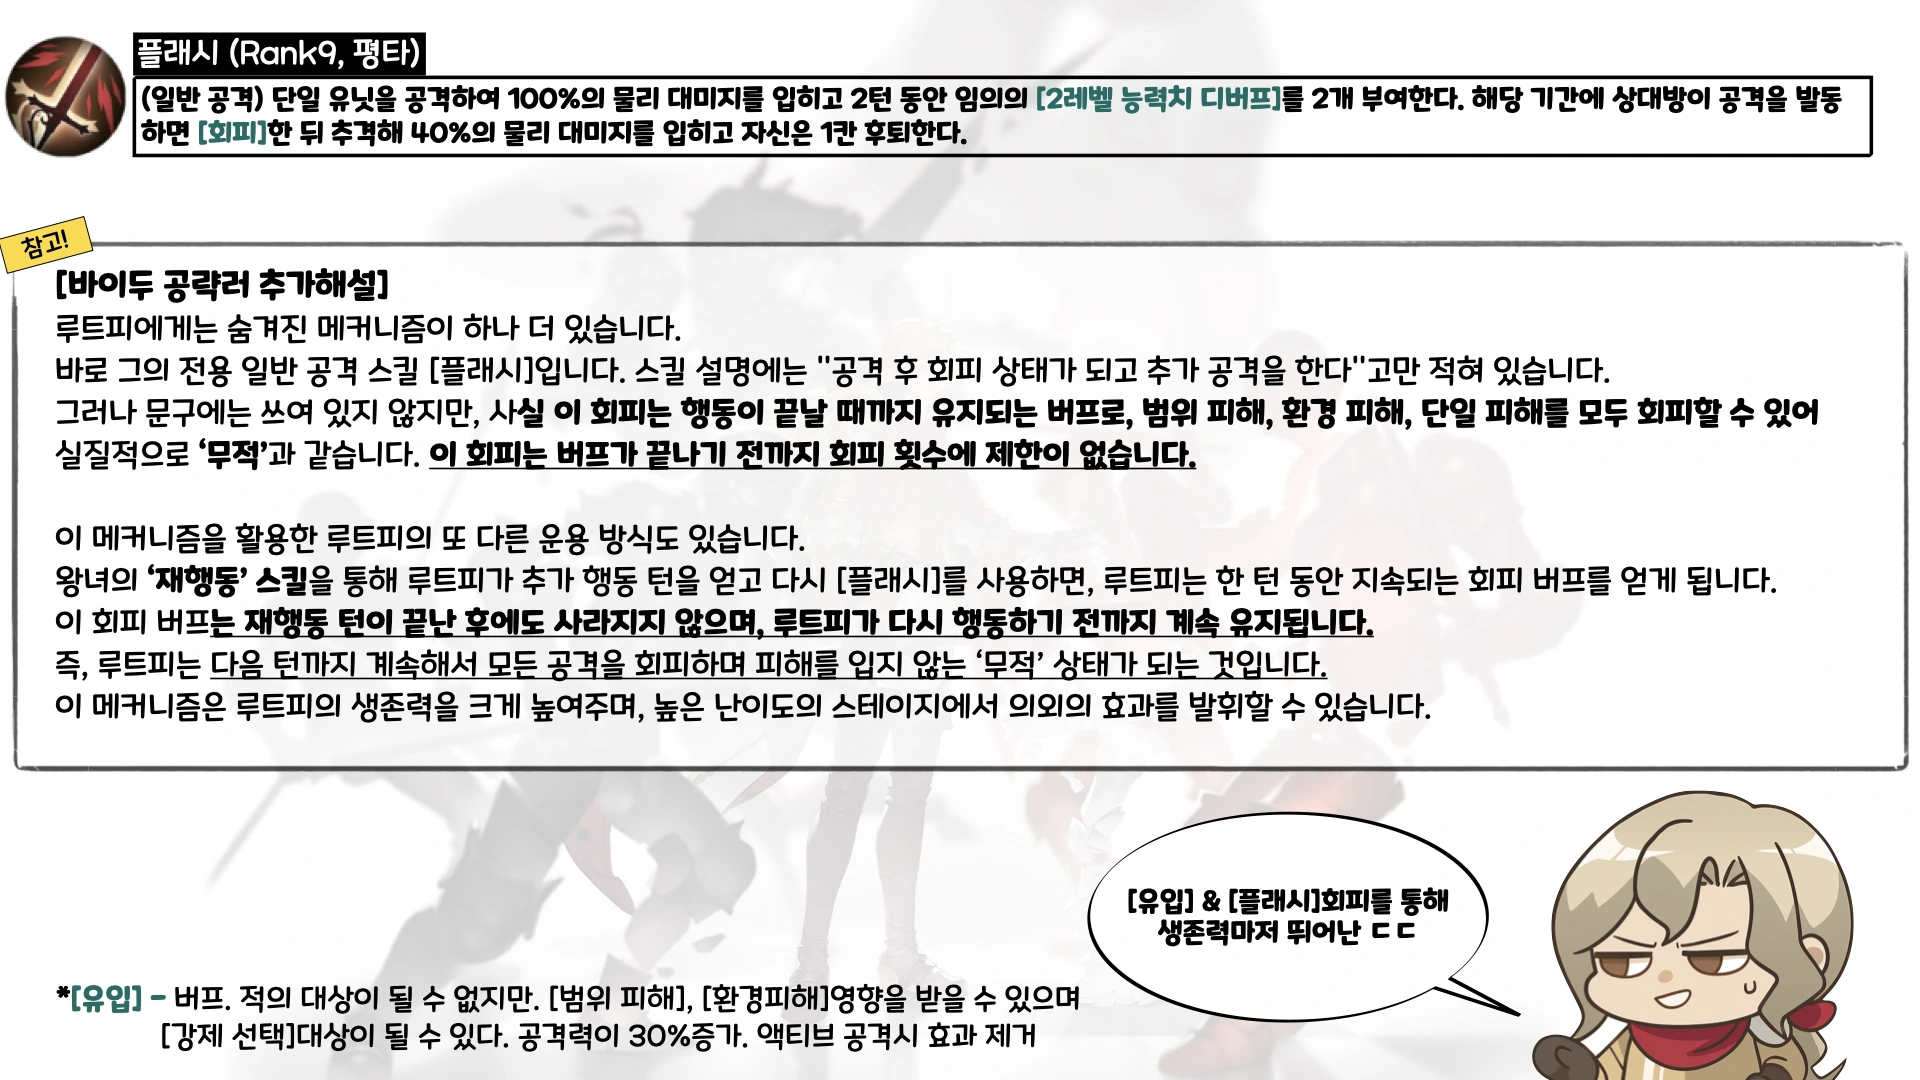 플래시 (Rank9, 평타)
(일반 공격) 단일 유닛을 공격하여 100%의 물리 대미지를 입히고 2턴 동안 임의의 [2레벨 능력치 디버프]를 2개 부여한다. 해당 기간에 상대방이 공격을 발동
하면 [회피]한 뒤 추격해 40%의 물리 대미지를 입히고 자신은 1칸 후퇴한다.
참고!
[바이두 공략러 추가해설]
루트피에게는 숨겨진 메커니즘이 하나 더 있습니다.
바로 그의 전용 일반 공격 스킬 [플래시]입니다. 스킬 설명에는 "공격 후 회피 상태가 되고 추가 공격을 한다"고만 적혀 있습니다.
그러나 문구에는 쓰여 있지 않지만, 사실 이 회피는 행동이 끝날 때까지 유지되는 버프로, 범위 피해, 환경 피해, 단일 피해를 모두 회피할 수 있어
실질적으로 ‘무적’과 같습니다. 이 회피는 버프가 끝나기 전까지 회피 횟수에 제한이 없습니다.
이 메커니즘을 활용한 루트피의 또 다른 운용 방식도 있습니다.
왕녀의 ‘재행동’ 스킬을 통해 루트피가 추가 행동 턴을 얻고 다시 [플래시]를 사용하면, 루트피는 한 턴 동안 지속되는 회피 버프를 얻게 됩니다.
이 회피 버프는 재행동 턴이 끝난 후에도 사라지지 않으며, 루트피가 다시 행동하기 전까지 계속 유지됩니다.
즉, 루트피는 다음 턴까지 계속해서 모든 공격을 회피하며 피해를 입지 않는 ‘무적’ 상태가 되는 것입니다.
이 메커니즘은 루트피의 생존력을 크게 높여주며, 높은 난이도의 스테이지에서 의외의 효과를 발휘할 수 있습니다.
[유입] & [플래시]회피를 통해
생존력마저 뛰어난 ㄷㄷ
*[유입] - 버프. 적의 대상이 될 수 없지만. [범위 피해], [환경피해]영향을 받을 수 있으며
[강제 선택]대상이 될 수 있다. 공격력이 30%증가. 액티브 공격시 효과 제거